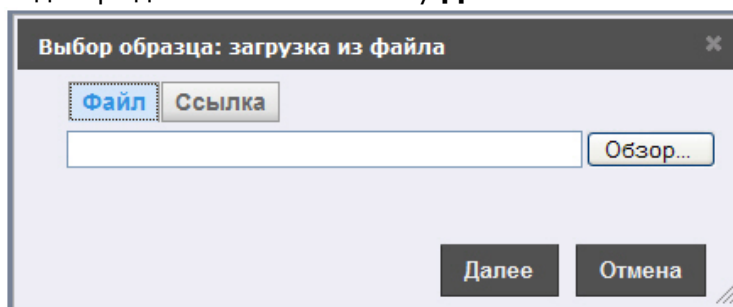 Выбор образца: загрузка из файла
Файл Ссылка
Обзор...
Далее Отмена